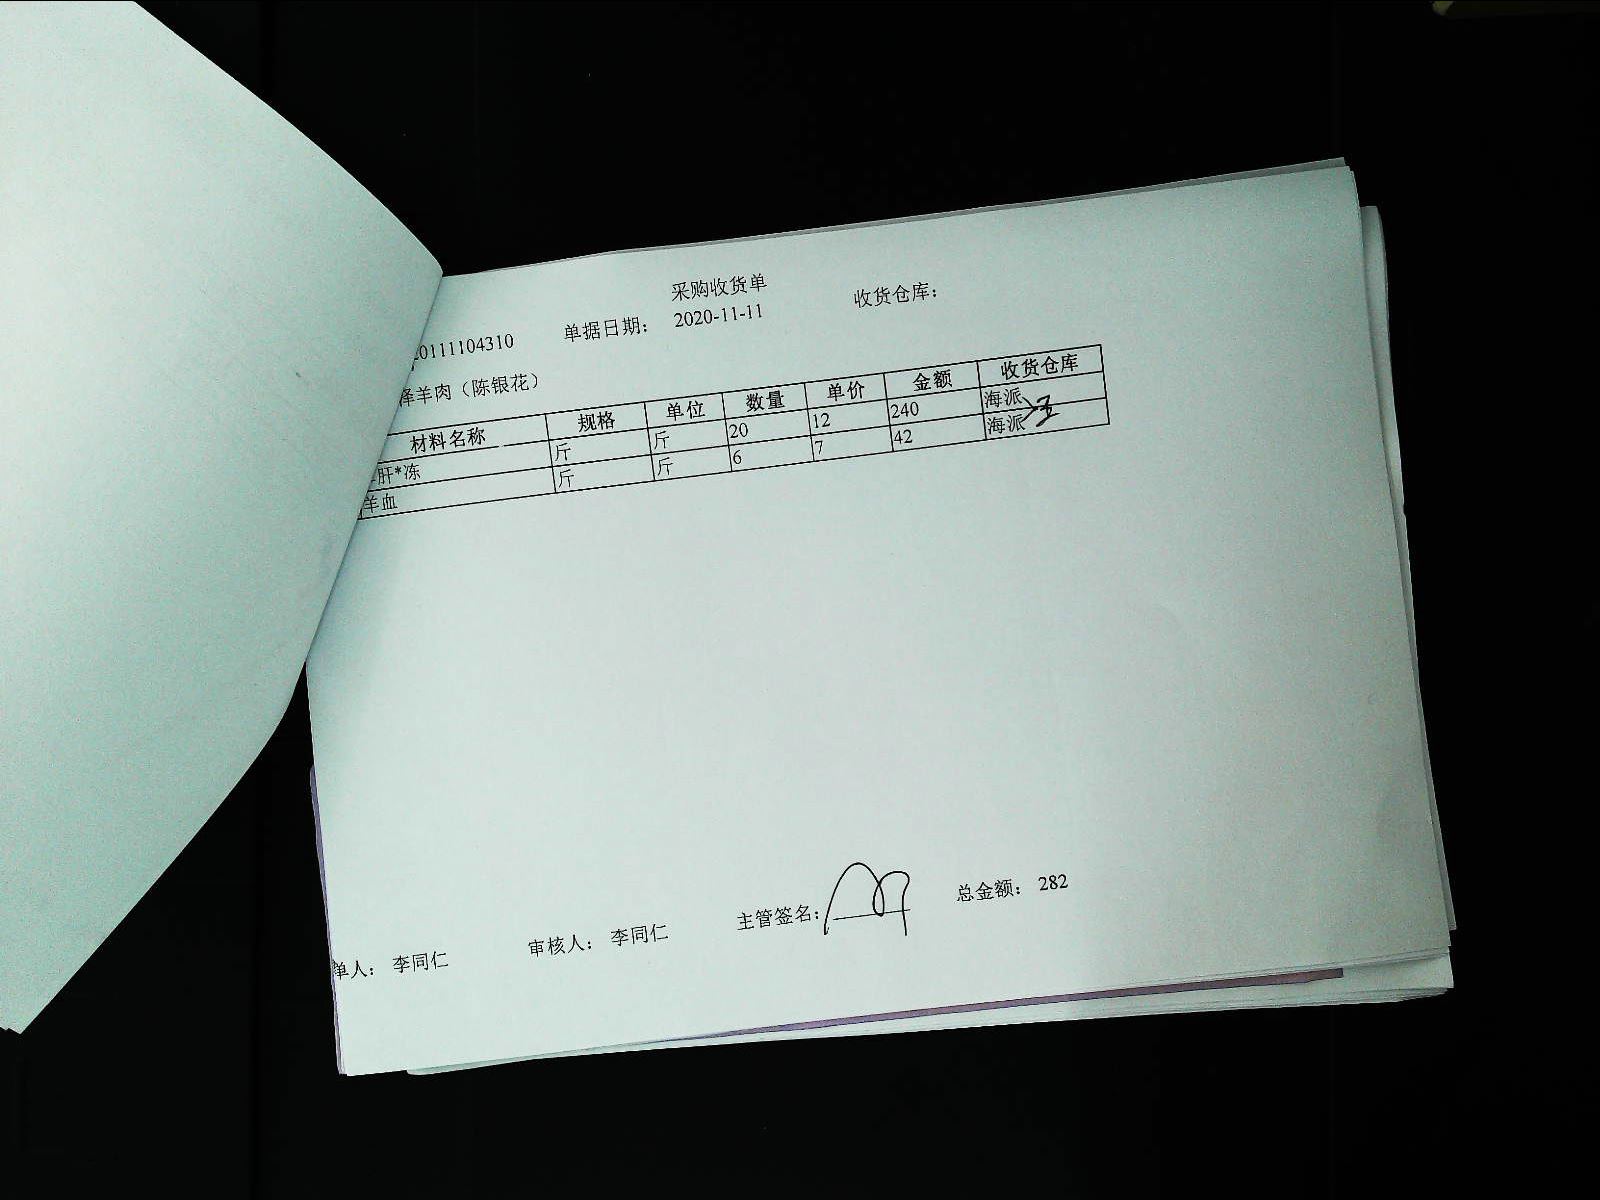 采购收货单
20111104310 单据日期： 2020-11-11 收货仓库：
泽羊肉（陈银花）
材料名称 规格 单位 数量 单价 金额 收货仓库
肝*冻 斤 斤 20 12 240 海派
羊血 斤 斤 6 7 42 海派
单人： 李同仁 审核人： 李同仁 主管签名： 总金额： 282